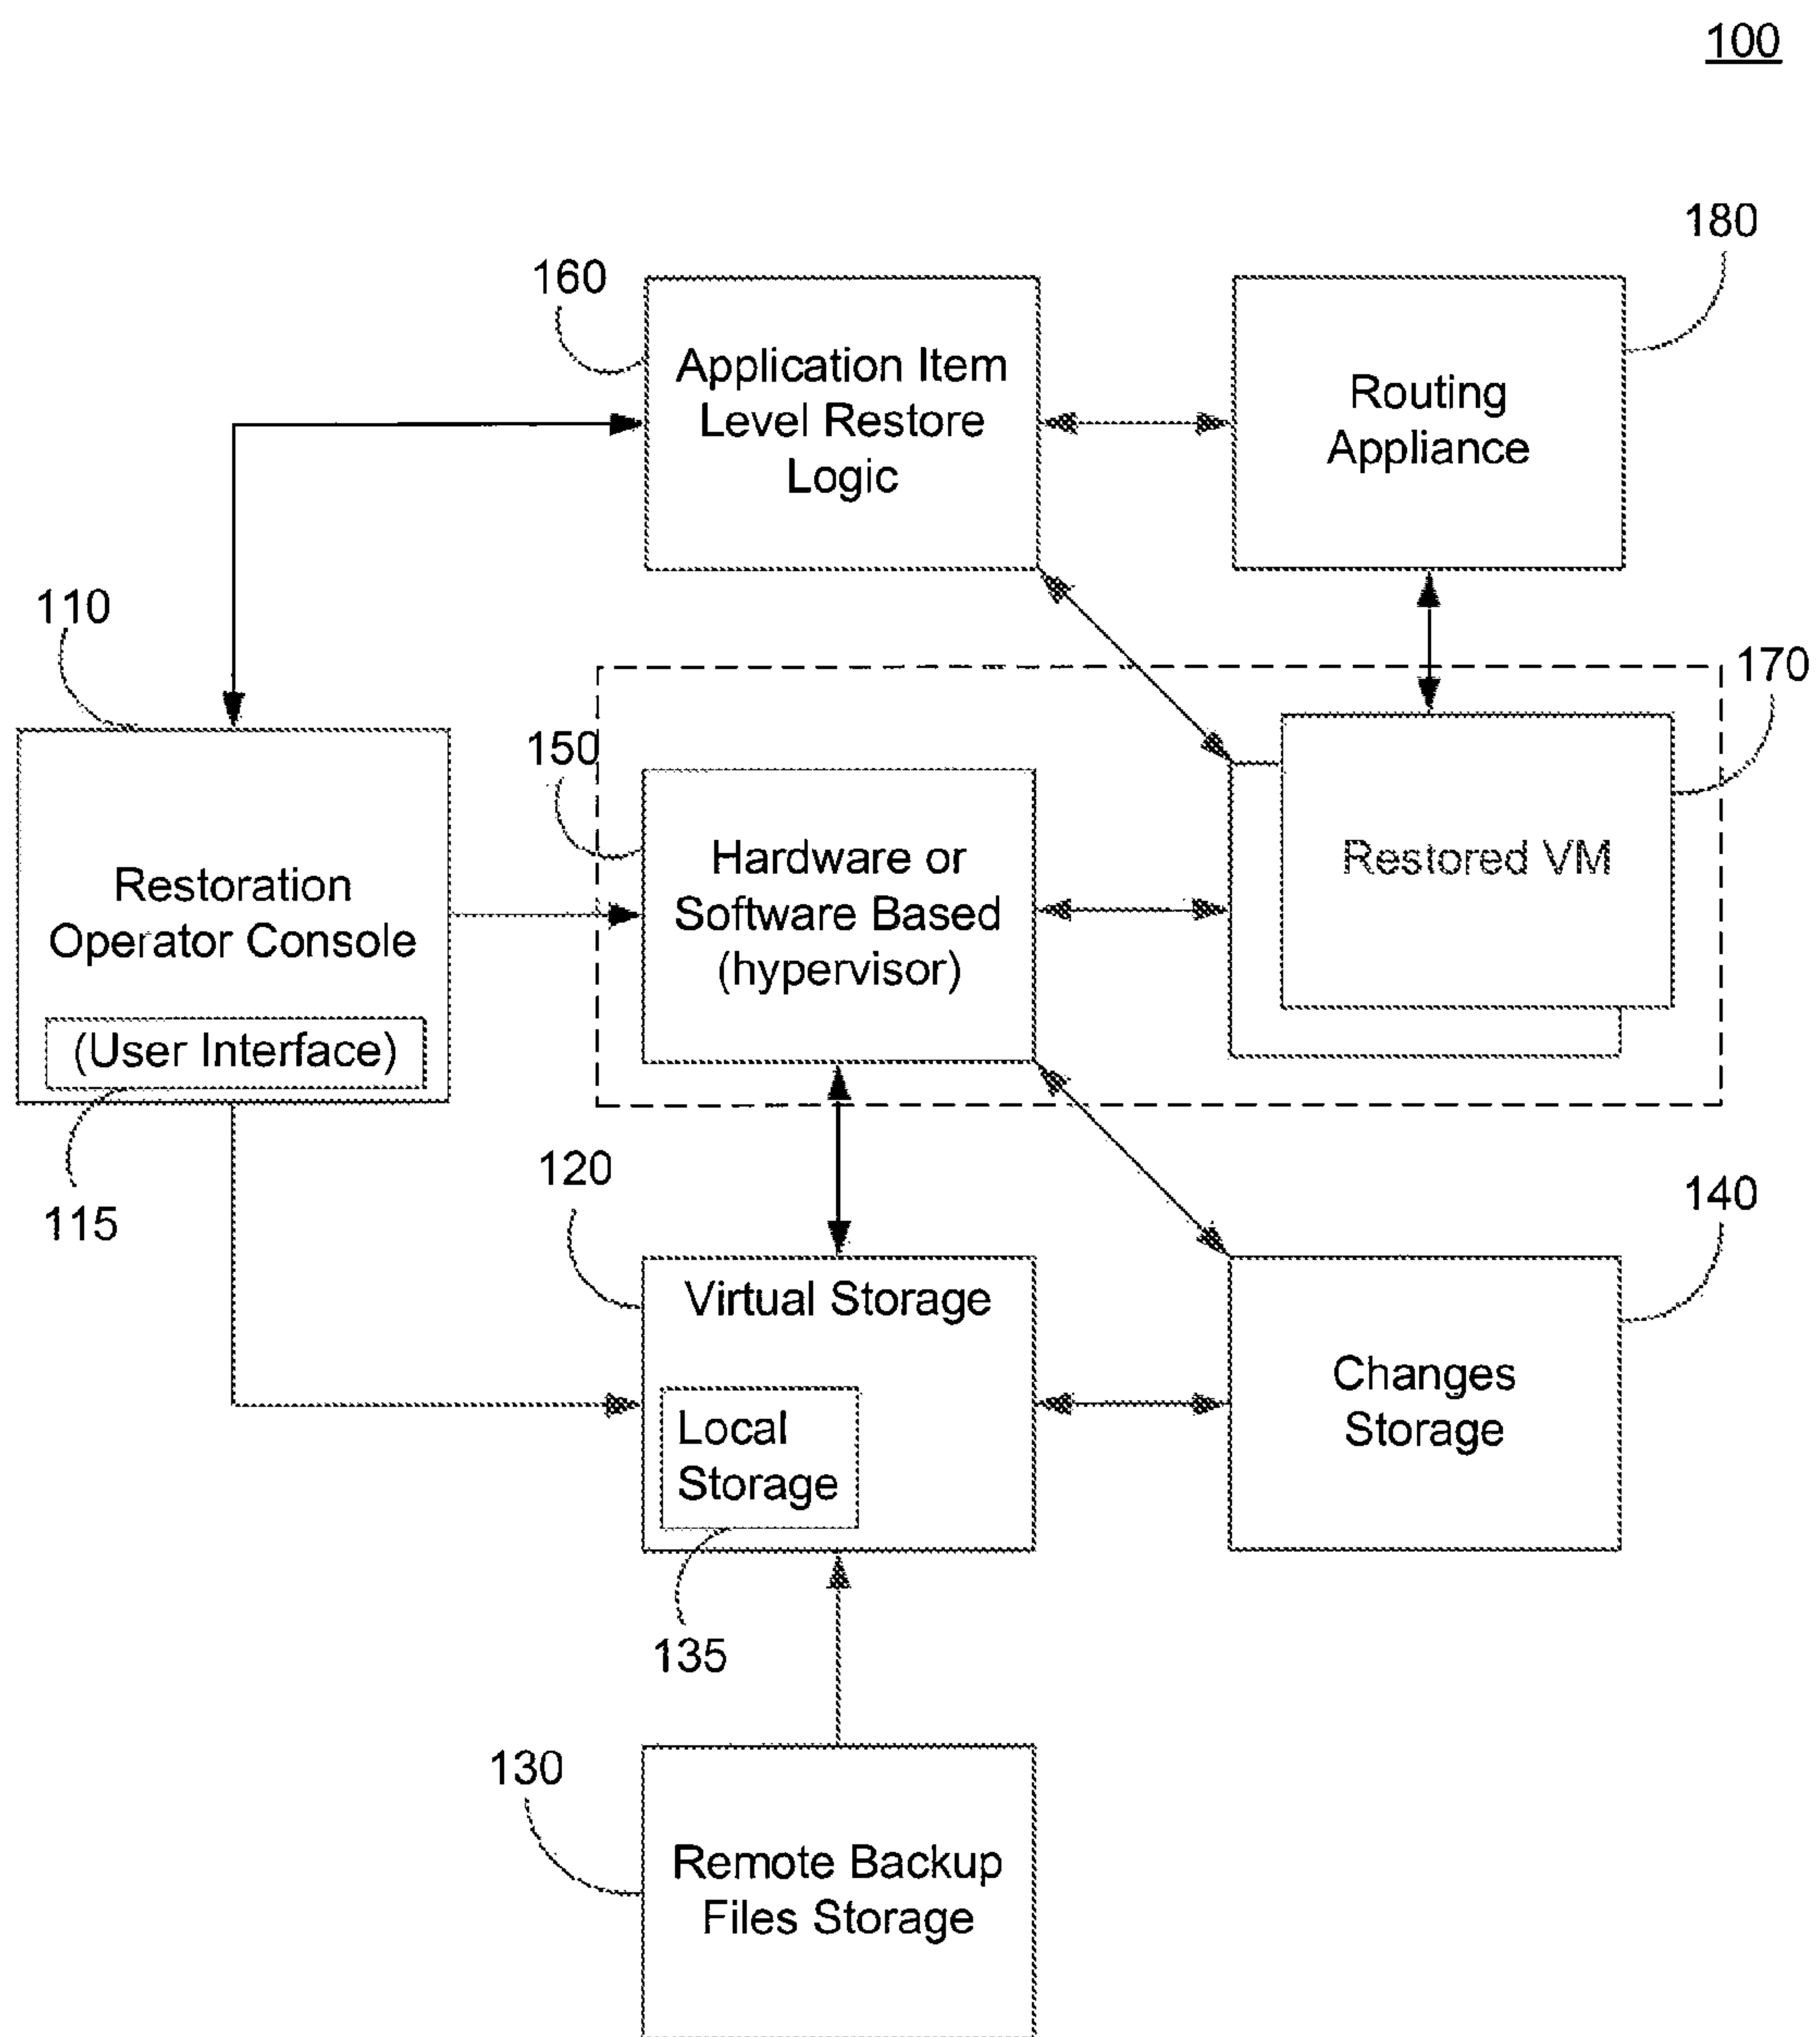 100
180
160
Application Item
Level Restore
Logic
Routing
Appliance
110
170
150
Restoration
Operator Console
(User Interface)
Hardware or
Software Based
(hypervisor)
Restored VM
115
120
140
Virtual Storage
Local
Storage
Changes
Storage
135
130
Remote Backup
Files Storage